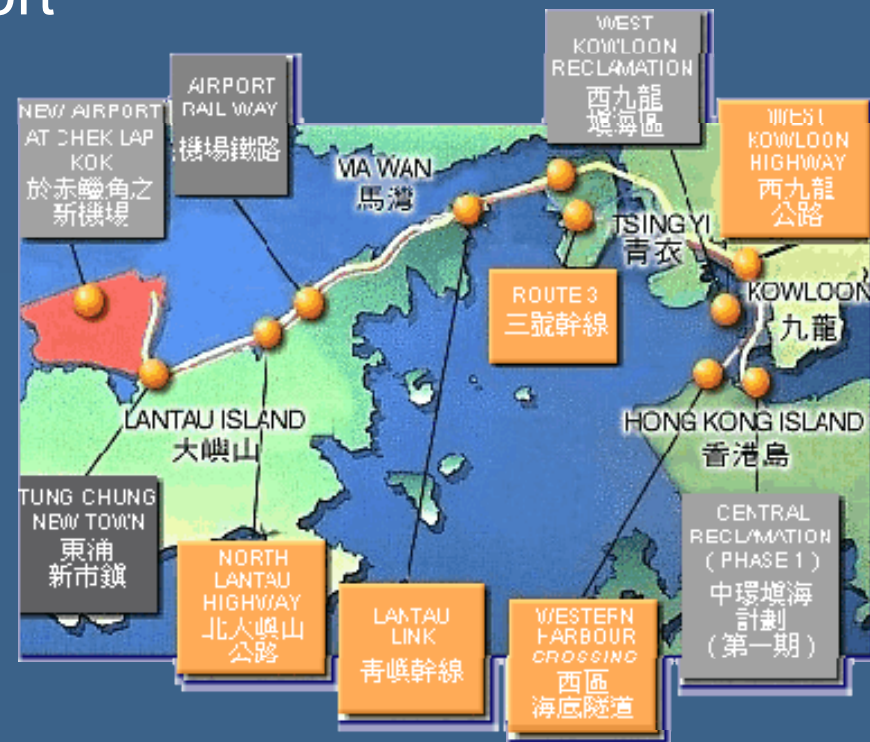 ort
WEST
KOWLOON
RECLAMATION
西九龍
填海區
AIRPORT
RAILWAY
機場鐵路
NEW AIRPORT
AT CHEK LAP
KOK
於赤鱲角之
新機場
WEST
KOWLOON
HIGHWAY
西九龍
公路
MA WAN
馬灣
TSING YI
青衣
ROUTE 3
三號幹線
KOWLOON
九龍
LANTAU ISLAND
大嶼山
HONG KONG ISLAND
香港島
TUNG CHUNG
NEW TOWN
東涌
新市鎮
NORTH
LANTAU
HIGHWAY
北大嶼山
公路
LANTAU
LINK
青嶼幹線
WESTERN
HARBOUR
CROSSING
西區
海底隧道
CENTRAL
RECLAMATION
( PHASE 1 )
中環填海
計劃
( 第一期 )